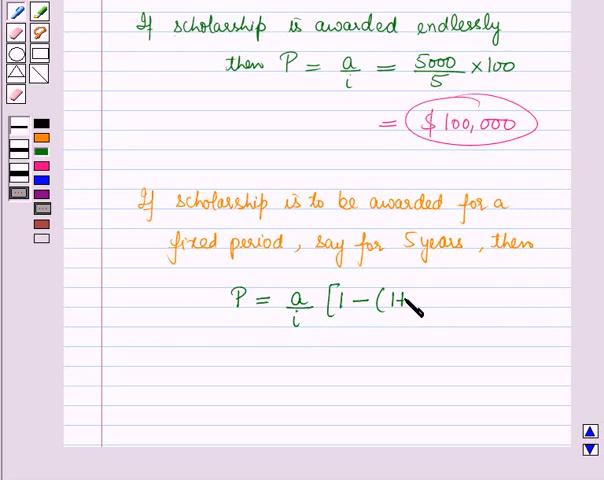 If scholarship is awarded endlessly
then P = a/i = 5000/5 × 100
= $100,000
If scholarship is to be awarded for a
fixed period, say for 5 years, then
P = a/i [1 - (1+